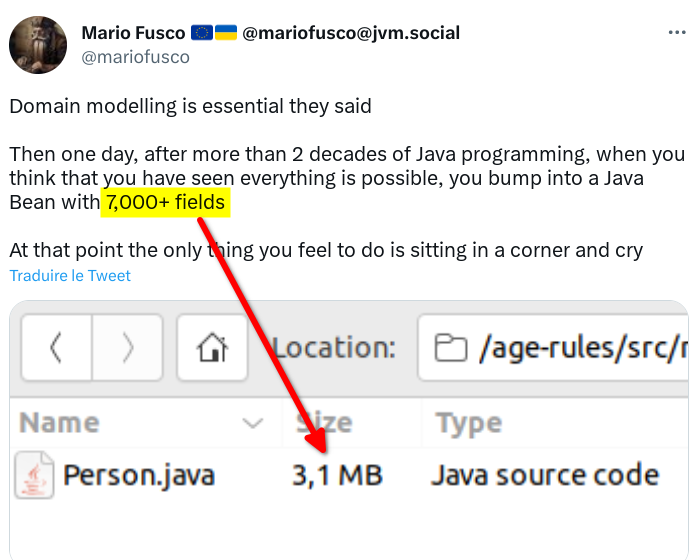 Mario Fusco 🇪🇺🇺🇦 @mariofusco@jvm.social
@mariofusco
Domain modelling is essential they said
Then one day, after more than 2 decades of Java programming, when you
think that you have seen everything is possible, you bump into a Java
Bean with 7,000+ fields
At that point the only thing you feel to do is sitting in a corner and cry
Traduire le Tweet
Location: /age-rules/src/
Name Size Type
Person.java 3,1 MB Java source code